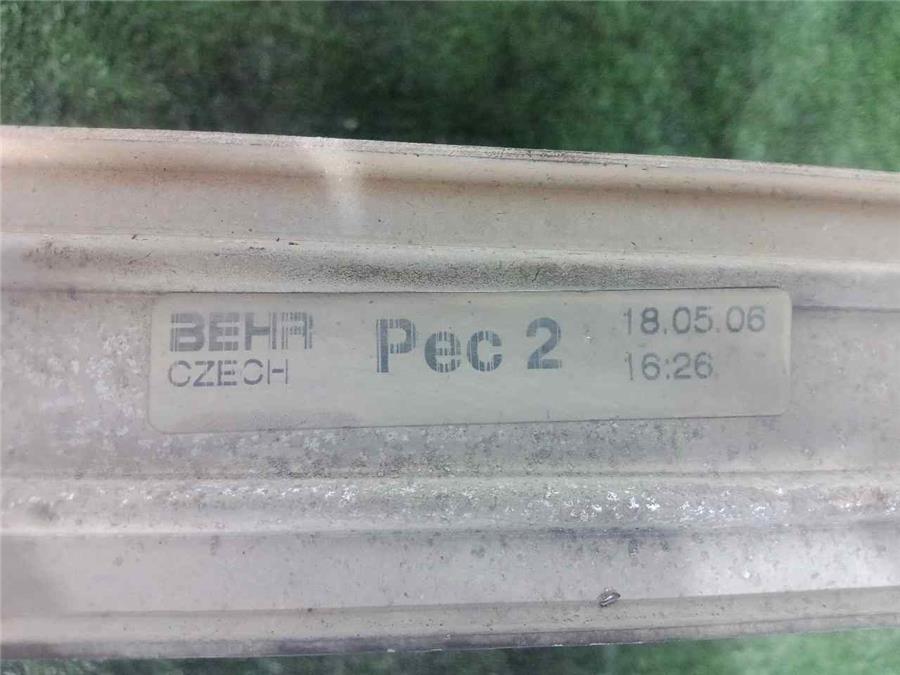 BEHR
CZECH
Pec 2
18.05.06
16:26